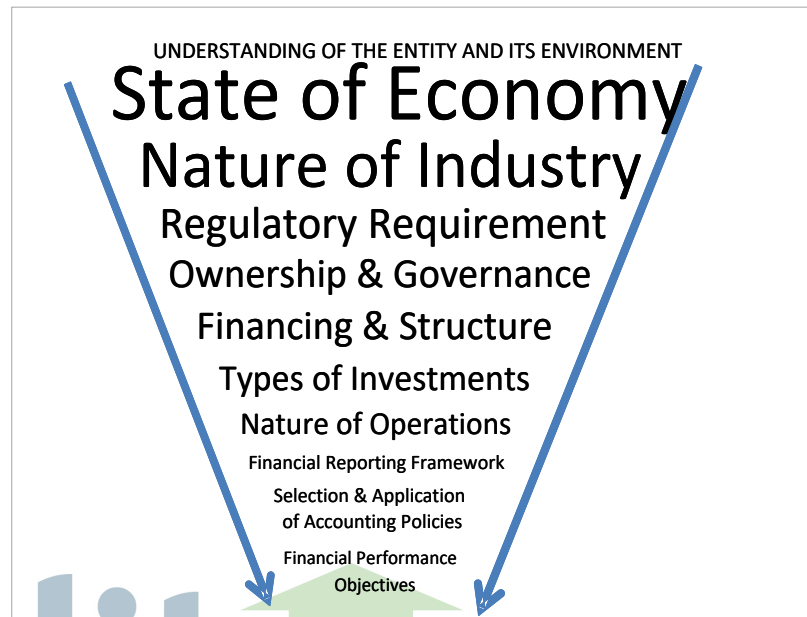 UNDERSTANDING OF THE ENTITY AND ITS ENVIRONMENT
State of Economy
Nature of Industry
Regulatory Requirement
Ownership & Governance
Financing & Structure
Types of Investments
Nature of Operations
Financial Reporting Framework
Selection & Application
of Accounting Policies
Financial Performance
Objectives